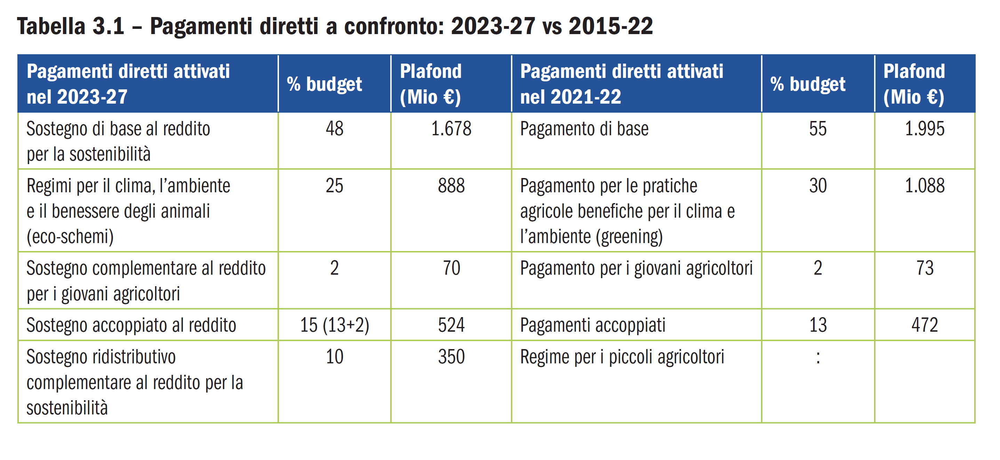 Tabella 3.1 – Pagamenti diretti a confronto: 2023-27 vs 2015-22
Pagamenti diretti attivati
nel 2023-27
% budget
Plafond
(Mio €)
Pagamenti diretti attivati
nel 2021-22
% budget
Plafond
(Mio €)
Sostegno di base al reddito
per la sostenibilità
48
1.678
Pagamento di base
55
1.995
Regimi per il clima, l’ambiente
e il benessere degli animali
(eco-schemi)
25
888
Pagamento per le pratiche
agricole benefiche per il clima e
l’ambiente (greening)
30
1.088
Sostegno complementare al reddito
per i giovani agricoltori
2
70
Pagamento per i giovani agricoltori
2
73
Sostegno accoppiato al reddito
15 (13+2)
524
Pagamenti accoppiati
13
472
Sostegno ridistributivo
complementare al reddito per la
sostenibilità
10
350
Regime per i piccoli agricoltori
: